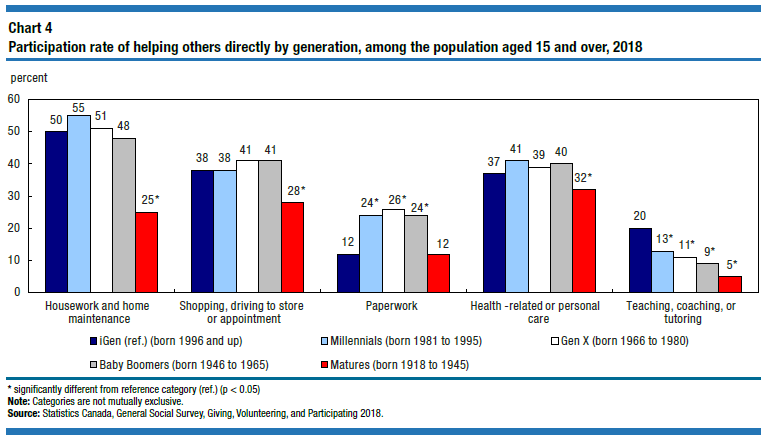 Chart 4
Participation rate of helping others directly by generation, among the population aged 15 and over, 2018
percent
60
50
40
30
20
10
0
50
55
51
48
25*
38
38
41
41
28*
12
24*
26*
24*
12
37
41
39
40
32*
20
13*
11*
9*
5*
Housework and home
maintenance
Shopping, driving to store
or appointment
Paperwork
Health -related or personal
care
Teaching, coaching, or
tutoring
iGen (ref.) (born 1996 and up)
Millennials (born 1981 to 1995)
Gen X (born 1966 to 1980)
Baby Boomers (born 1946 to 1965)
Matures (born 1918 to 1945)
* significantly different from reference category (ref.) (p < 0.05)
Note: Categories are not mutually exclusive.
Source: Statistics Canada, General Social Survey, Giving, Volunteering, and Participating 2018.